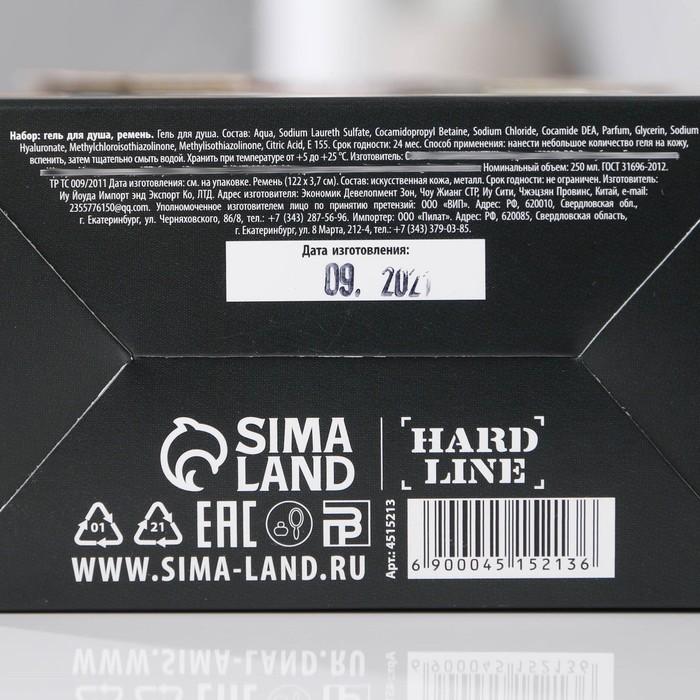 Набор: гель для душа, ремень. Гель для душа. Состав: Aqua, Sodium Laureth Sulfate, Cocamidopropyl Betaine, Sodium Chloride, Cocamide DEA, Parfum, Glycerin, Sodium
Hyaluronate, Methylchloroisothiazolinone, Methylisothiazolinone, Citric Acid, E 155. Срок годности: 24 мес. Способ применения: нанести небольшое количество геля на кожу,
вспенить, затем тщательно смыть водой. Хранить при температуре от +5 до +25 °C. Изготовитель:
Номинальный объем: 250 мл. ГОСТ 31696-2012.
ТР ТС 009/2011 Дата изготовления: см. на упаковке. Ремень (122 х 3,7 см). Состав: искусственная кожа, металл. Срок годности: не ограничен. Изготовитель:
Иу Йоуда Импорт энд Экспорт Ко, ЛТД. Адрес изготовителя: Экономик Девелопмент Зон, Чоу Жианг СТР, Иу Сити, Чжэцзян Провинс, Китай, e-mail:
2355776150@qq.com. Уполномоченное изготовителем лицо по принятию претензий: ООО «ВИП». Адрес: РФ, 620010, Свердловская обл.,
г. Екатеринбург, ул. Черняховского, 86/8, тел.: +7 (343) 287-56-96. Импортер: ООО «Пилат». Адрес: РФ, 620085, Свердловская область,
г. Екатеринбург, ул. 8 Марта, 212-4, тел.: +7 (343) 379-03-85.
Дата изготовления:
09. 2021
SIMA LAND
HARD LINE
01 21 EAC
WWW.SIMA-LAND.RU
Арт.: 4515213
6 900045 152136